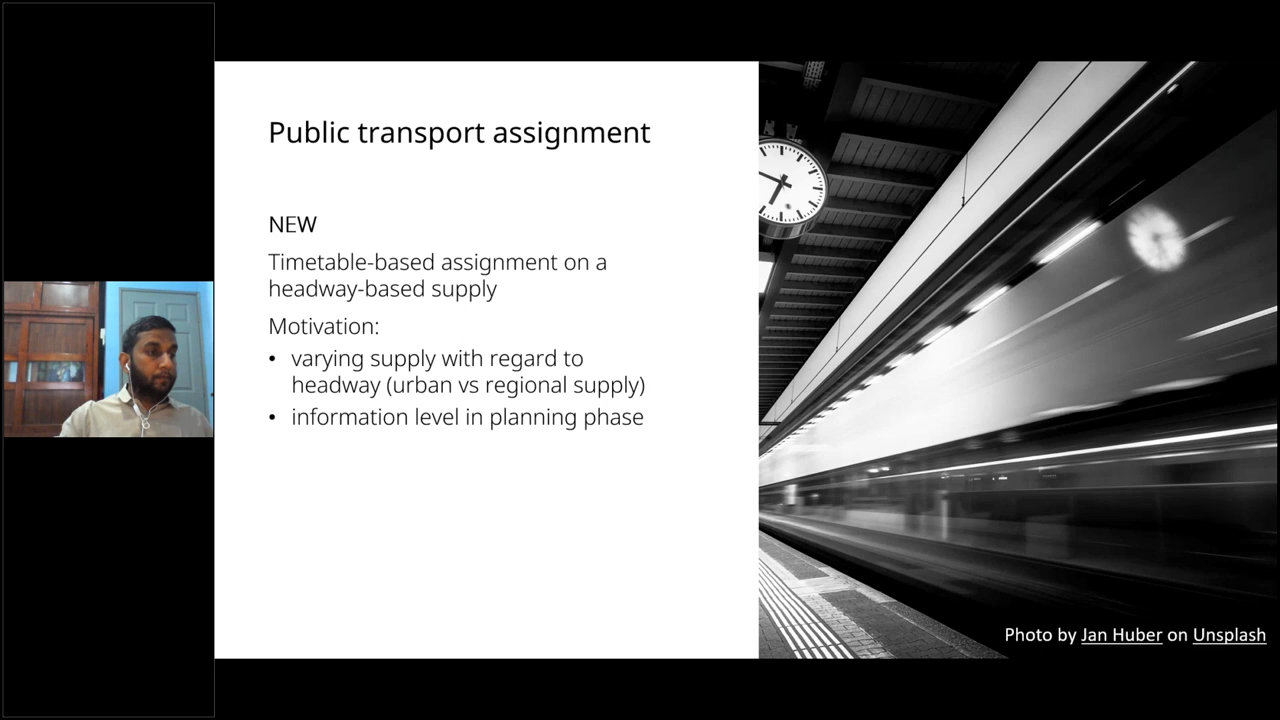 Public transport assignment
NEW
Timetable-based assignment on a
headway-based supply
Motivation:
• varying supply with regard to
headway (urban vs regional supply)
• information level in planning phase
Photo by Jan Huber on Unsplash